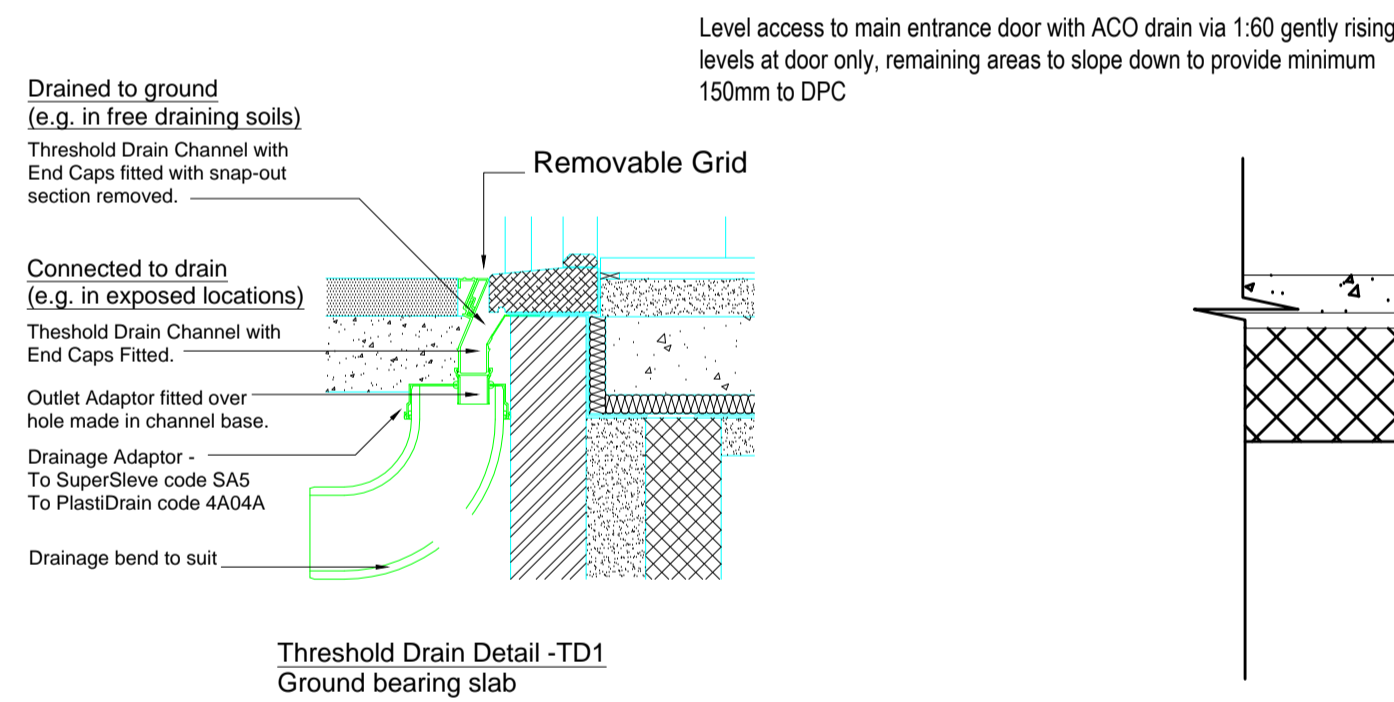 Level access to main entrance door with ACO drain via 1:60 gently rising
levels at door only, remaining areas to slope down to provide minimum
150mm to DPC
Drained to ground
(e.g. in free draining soils)
Threshold Drain Channel with
End Caps fitted with snap-out
section removed.
Removable Grid
Connected to drain
(e.g. in exposed locations)
Theshold Drain Channel with
End Caps Fitted.
Outlet Adaptor fitted over
hole made in channel base.
Drainage Adaptor -
To SuperSleve code SA5
To PlastiDrain code 4A04A
Drainage bend to suit
Threshold Drain Detail -TD1
Ground bearing slab